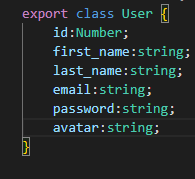 export class User {
    id:Number;
    first_name:string;
    last_name:string;
    email:string;
    password:string;
    avatar:string;
}